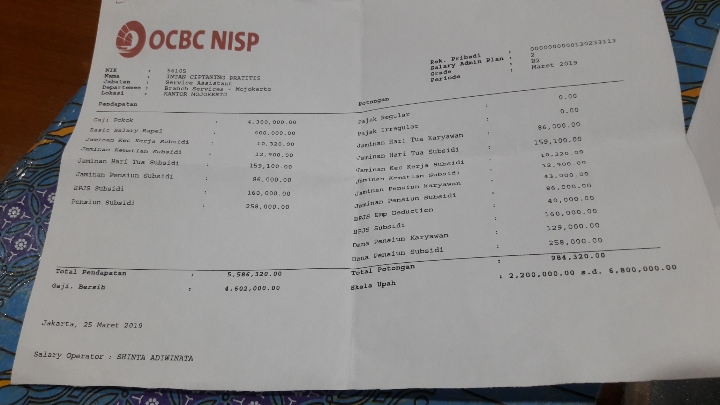 OCBC NISP
NIK : 56105
Nama : INTAN CIPTANING PRATITIS
Jabatan : Service Assistant
Departemen : Branch Services - Mojokerto
Lokasi : KANTOR MOJOKERTO
Rek. Pribadi :
Salary Admin Plan : 2
Grade : B2
Periode : Maret 2019
Pendapatan
Gaji Pokok : 4,300,000.00
Basic Salary Rapel : 600,000.00
Jaminan Kec Kerja Subsidi : 10,320.00
Jaminan Kematian Subsidi : 12,900.00
Jaminan Hari Tua Subsidi : 159,100.00
Jaminan Pensiun Subsidi : 86,000.00
BPJS Subsidi : 160,000.00
Pensiun Subsidi : 258,000.00
Potongan
Pajak Regular : 0.00
Pajak Irregular : 0.00
Jaminan Hari Tua Karyawan : 86,000.00
Jaminan Hari Tua Subsidi : 159,100.00
Jaminan Kec Kerja Subsidi : 10,320.00
Jaminan Kematian Subsidi : 12,900.00
Jaminan Pensiun Karyawan : 43,000.00
Jaminan Pensiun Subsidi : 86,000.00
BPJS Emp Deduction : 40,000.00
BPJS Subsidi : 160,000.00
Dana Pensiun Karyawan : 129,000.00
Dana Pensiun Subsidi : 258,000.00
Total Pendapatan : 5,586,320.00
Gaji. Bersih : 4,602,000.00
Total Potongan : 984,320.00
Skala Upah : 2,200,000.00 s.d. 6,800,000.00
Jakarta, 25 Maret 2019
Salary Operator : SHINTA ADIWINATA